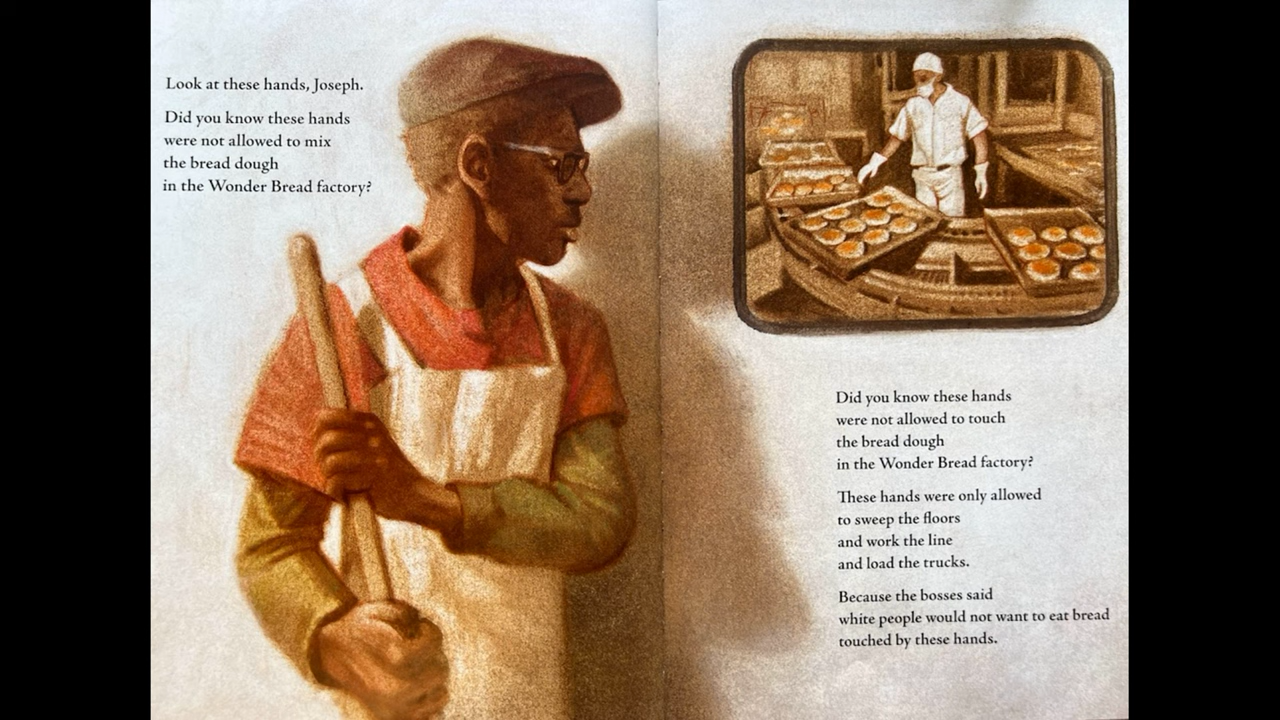 Look at these hands, Joseph.
Did you know these hands
were not allowed to mix
the bread dough
in the Wonder Bread factory?
Did you know these hands
were not allowed to touch
the bread dough
in the Wonder Bread factory?
These hands were only allowed
to sweep the floors
and work the line
and load the trucks.
Because the bosses said
white people would not want to eat bread
touched by these hands.